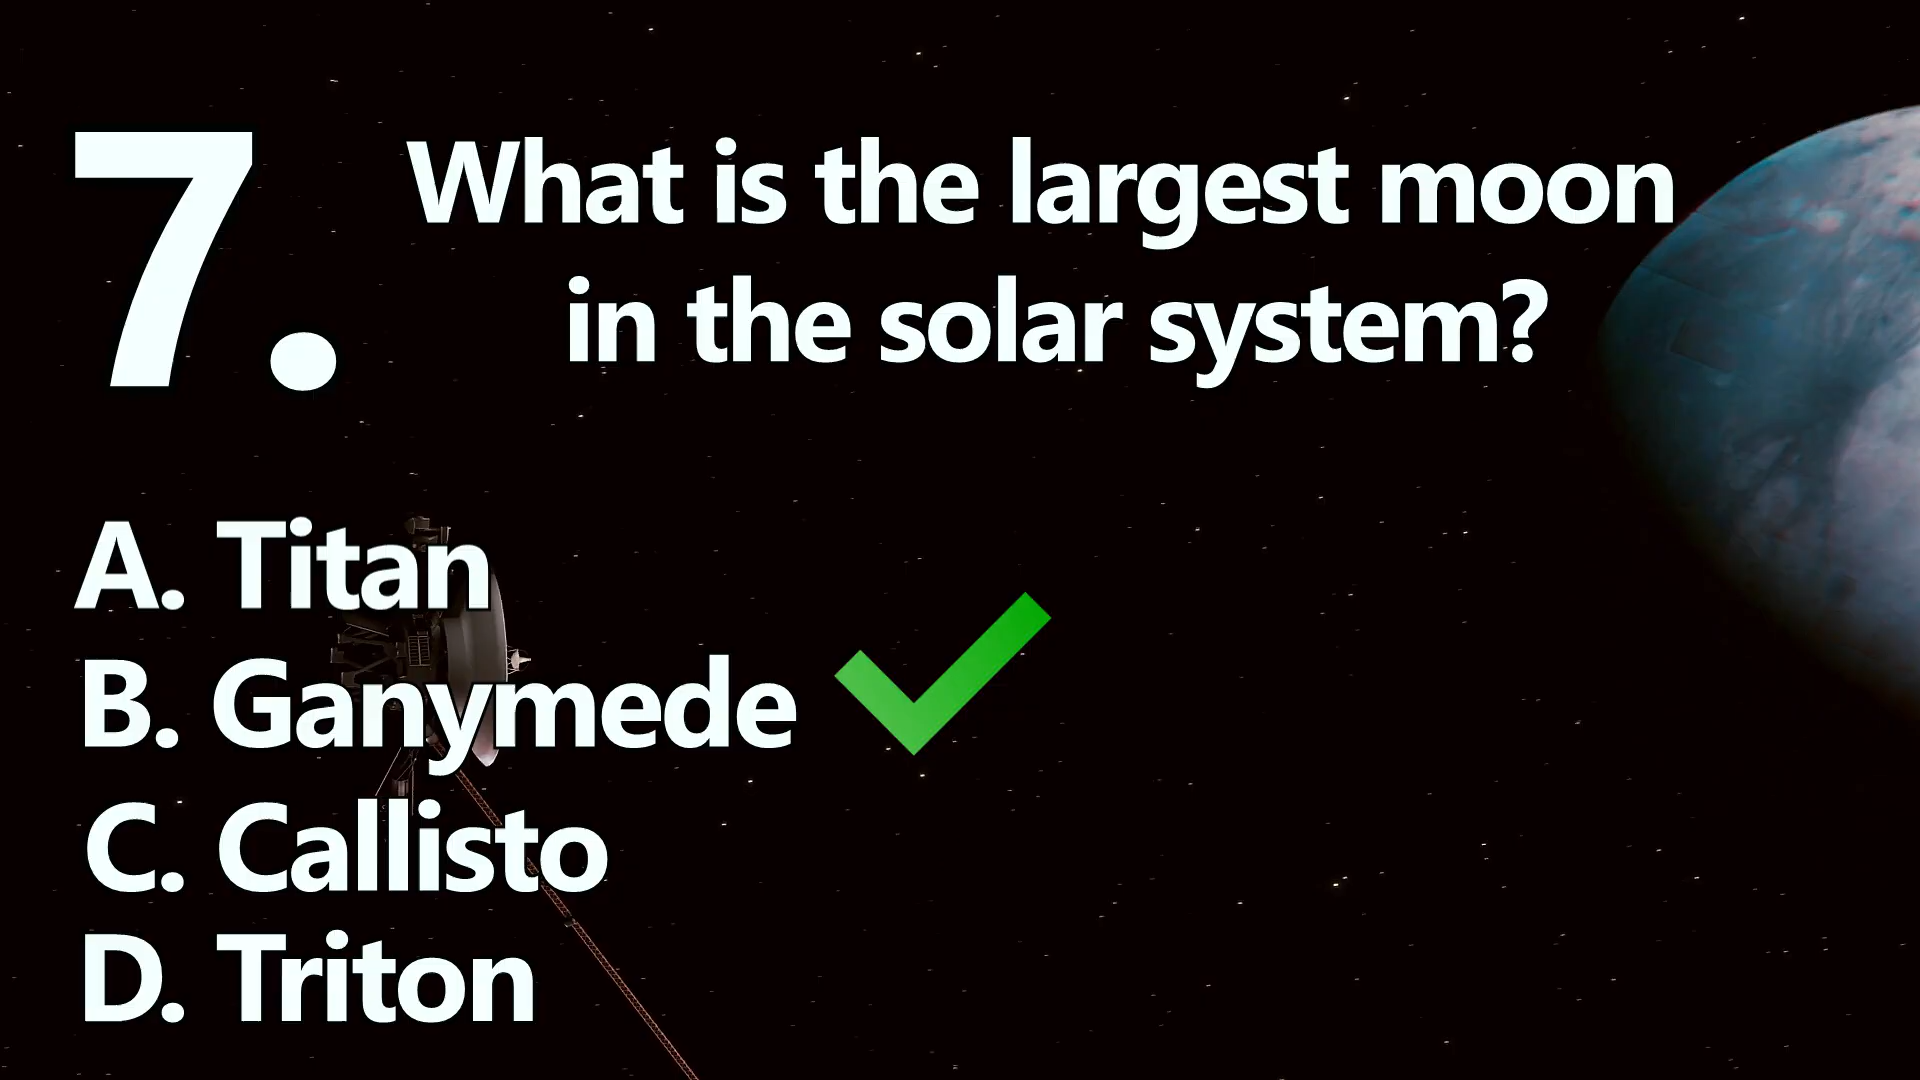 7. What is the largest moon
in the solar system?
A. Titan
B. Ganymede
C. Callisto
D. Triton